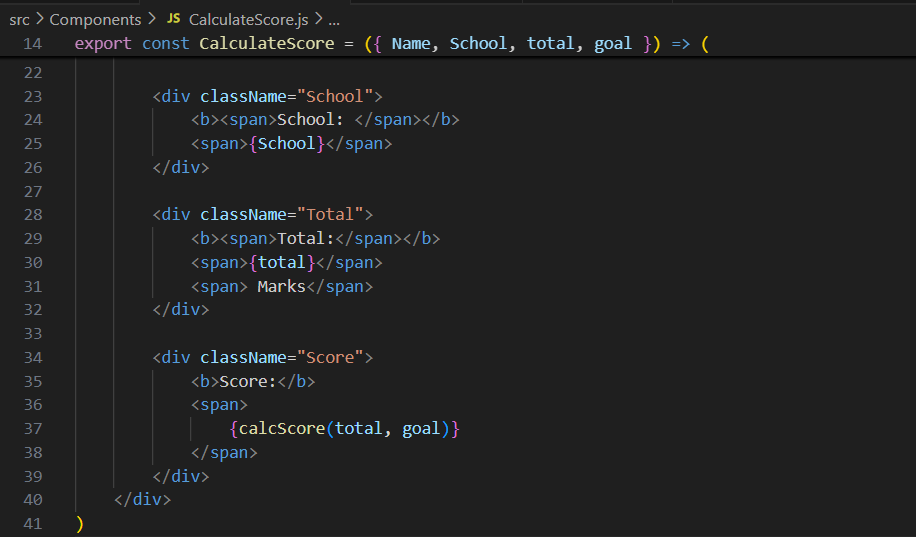 src > Components > JS CalculateScore.js > ...
14 export const CalculateScore = ({ Name, School, total, goal }) => (
22
23 <div className="School">
24 <b><span>School: </span></b>
25 <span>{School}</span>
26 </div>
27
28 <div className="Total">
29 <b><span>Total:</span></b>
30 <span>{total}</span>
31 <span> Marks</span>
32 </div>
33
34 <div className="Score">
35 <b>Score:</b>
36 <span>
37 {calcScore(total, goal)}
38 </span>
39 </div>
40 </div>
41 )